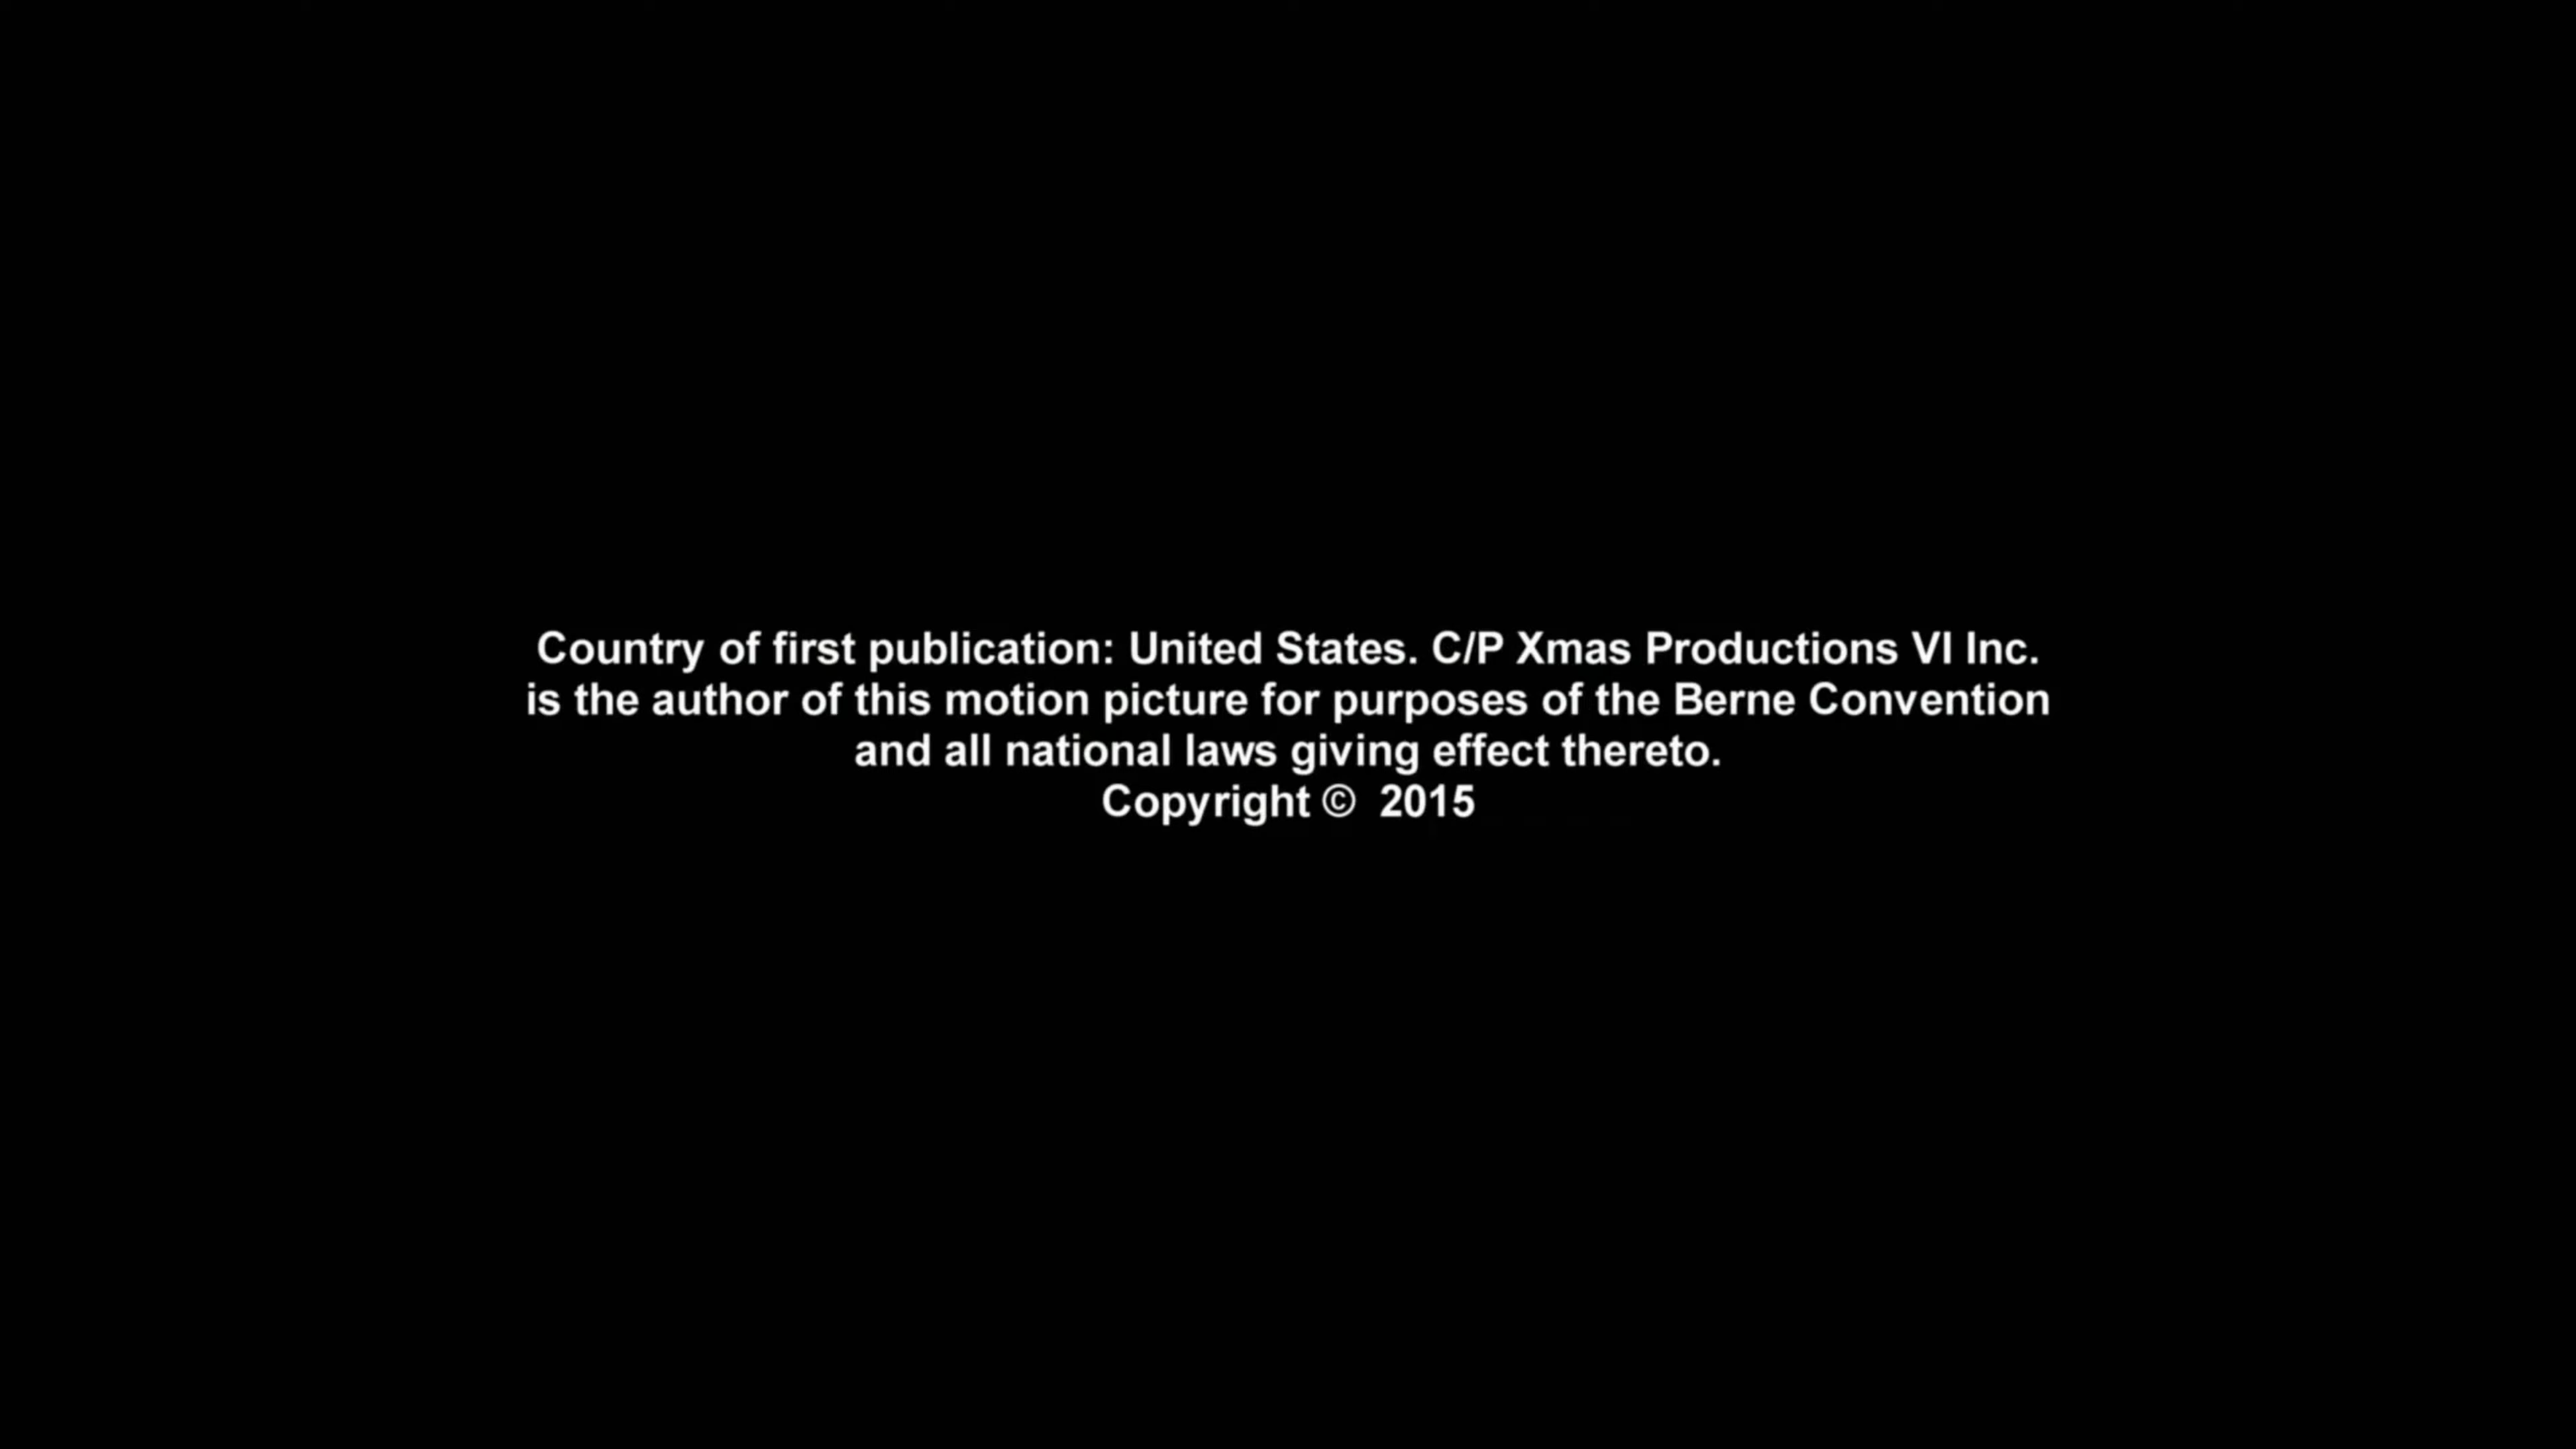 Country of first publication: United States. C/P Xmas Productions VI Inc.
is the author of this motion picture for purposes of the Berne Convention
and all national laws giving effect thereto.
Copyright ©  2015